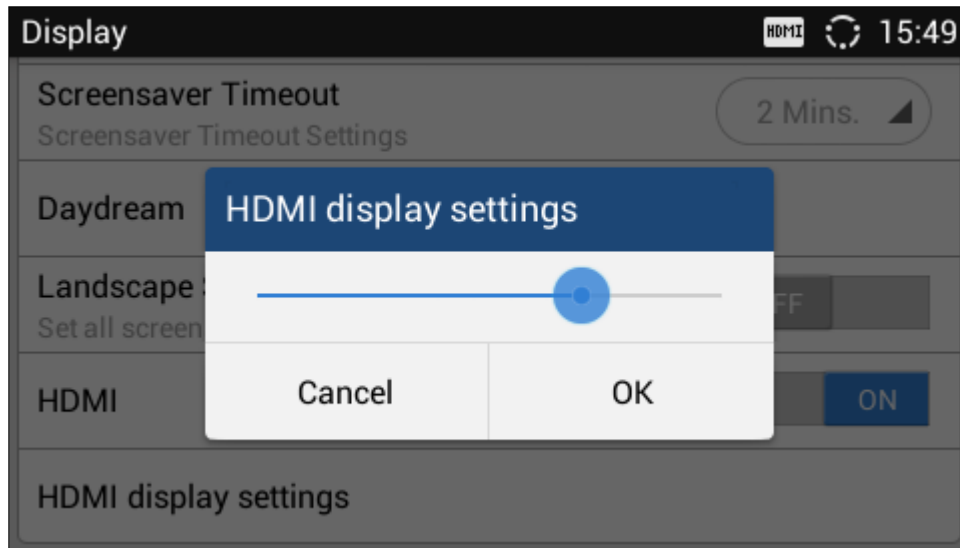 Display HDMI 15:49
Screensaver Timeout
Screensaver Timeout Settings
2 Mins.
Daydream
HDMI display settings
Landscape
Set all screen
FF
Cancel OK
HDMI
ON
HDMI display settings